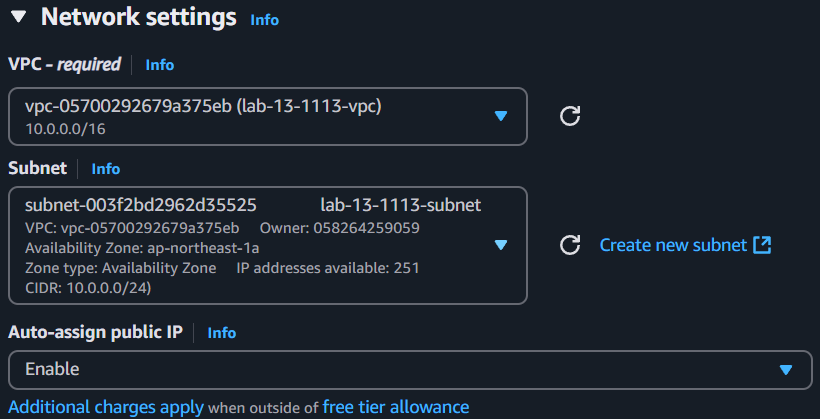 Network settings Info
VPC - required Info
vpc-05700292679a375eb (lab-13-1113-vpc)
10.0.0.0/16
Subnet Info
subnet-003f2bd2962d35525 lab-13-1113-subnet
VPC: vpc-05700292679a375eb Owner: 058264259059
Availability Zone: ap-northeast-1a
Zone type: Availability Zone IP addresses available: 251
CIDR: 10.0.0.0/24)
Create new subnet
Auto-assign public IP Info
Enable
Additional charges apply when outside of free tier allowance